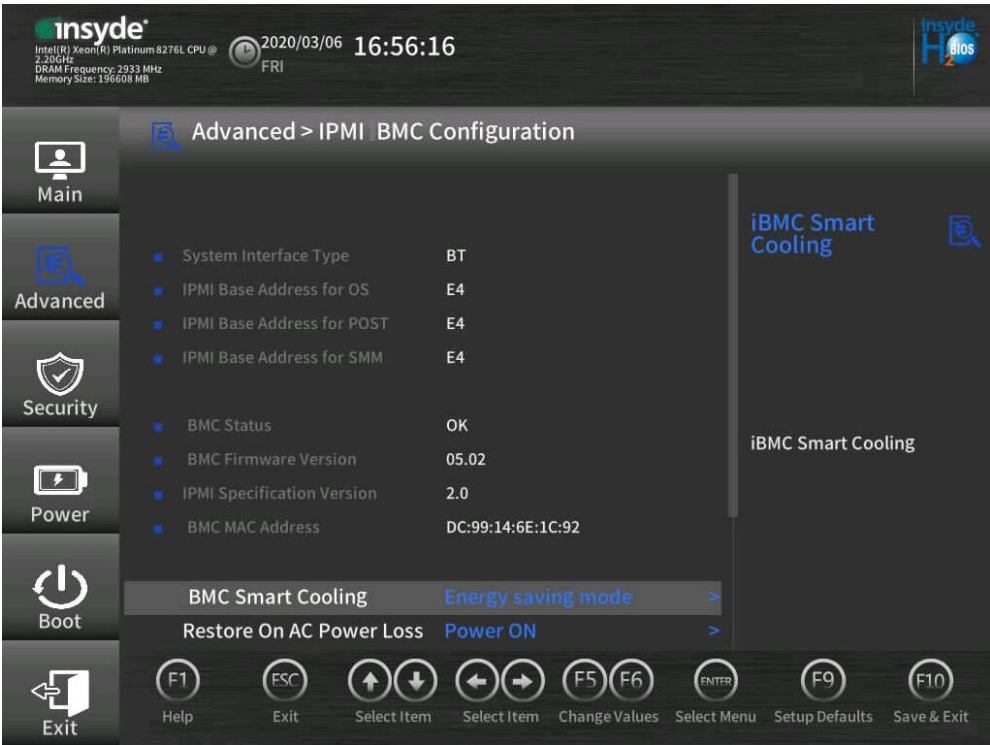 insyde
Intel(R) Xeon(R) Platinum 8276L CPU @
2.20GHz
DRAM Frequency: 2933 MHz
Memory Size: 196608 MB
2020/03/06 16:56:16
FRI
insyde
H2BIOS
Advanced > IPMI BMC Configuration
Main
Advanced
Security
Power
Boot
Exit
System Interface Type BT
IPMI Base Address for OS E4
IPMI Base Address for POST E4
IPMI Base Address for SMM E4
BMC Status OK
BMC Firmware Version 05.02
IPMI Specification Version 2.0
BMC MAC Address DC:99:14:6E:1C:92
BMC Smart Cooling Energy saving mode >
Restore On AC Power Loss Power ON >
iBMC Smart
Cooling
iBMC Smart Cooling
F1 ESC F5 F6 ENTER F9 F10
Help Exit Select Item Select Item Change Values Select Menu Setup Defaults Save & Exit